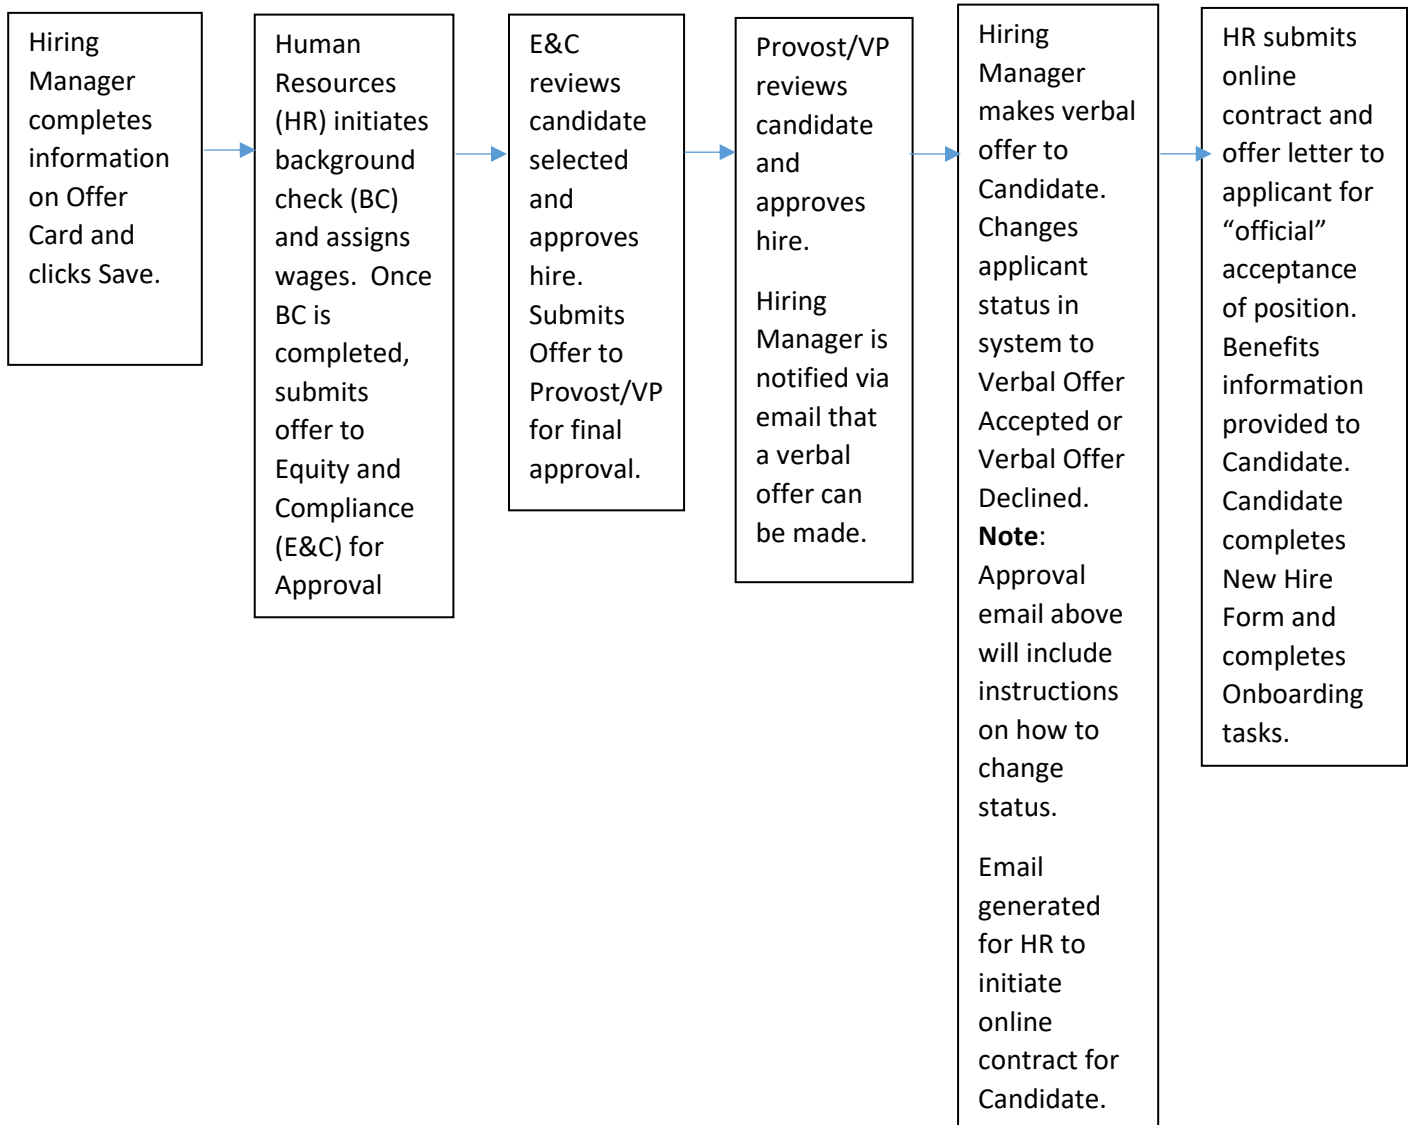 Hiring
Manager
completes
information
on Offer
Card and
clicks Save.
Human
Resources
(HR) initiates
background
check (BC)
and assigns
wages.  Once
BC is
completed,
submits
offer to
Equity and
Compliance
(E&C) for
Approval
E&C
reviews
candidate
selected
and
approves
hire.
Submits
Offer to
Provost/VP
for final
approval.
Provost/VP
reviews
candidate
and
approves
hire.
Hiring
Manager is
notified via
email that
a verbal
offer can
be made.
Hiring
Manager
makes verbal
offer to
Candidate.
Changes
applicant
status in
system to
Verbal Offer
Accepted or
Verbal Offer
Declined.
Note:
Approval
email above
will include
instructions
on how to
change
status.
Email
generated
for HR to
initiate
online
contract for
Candidate.
HR submits
online
contract and
offer letter to
applicant for
“official”
acceptance
of position.
Benefits
information
provided to
Candidate.
Candidate
completes
New Hire
Form and
completes
Onboarding
tasks.